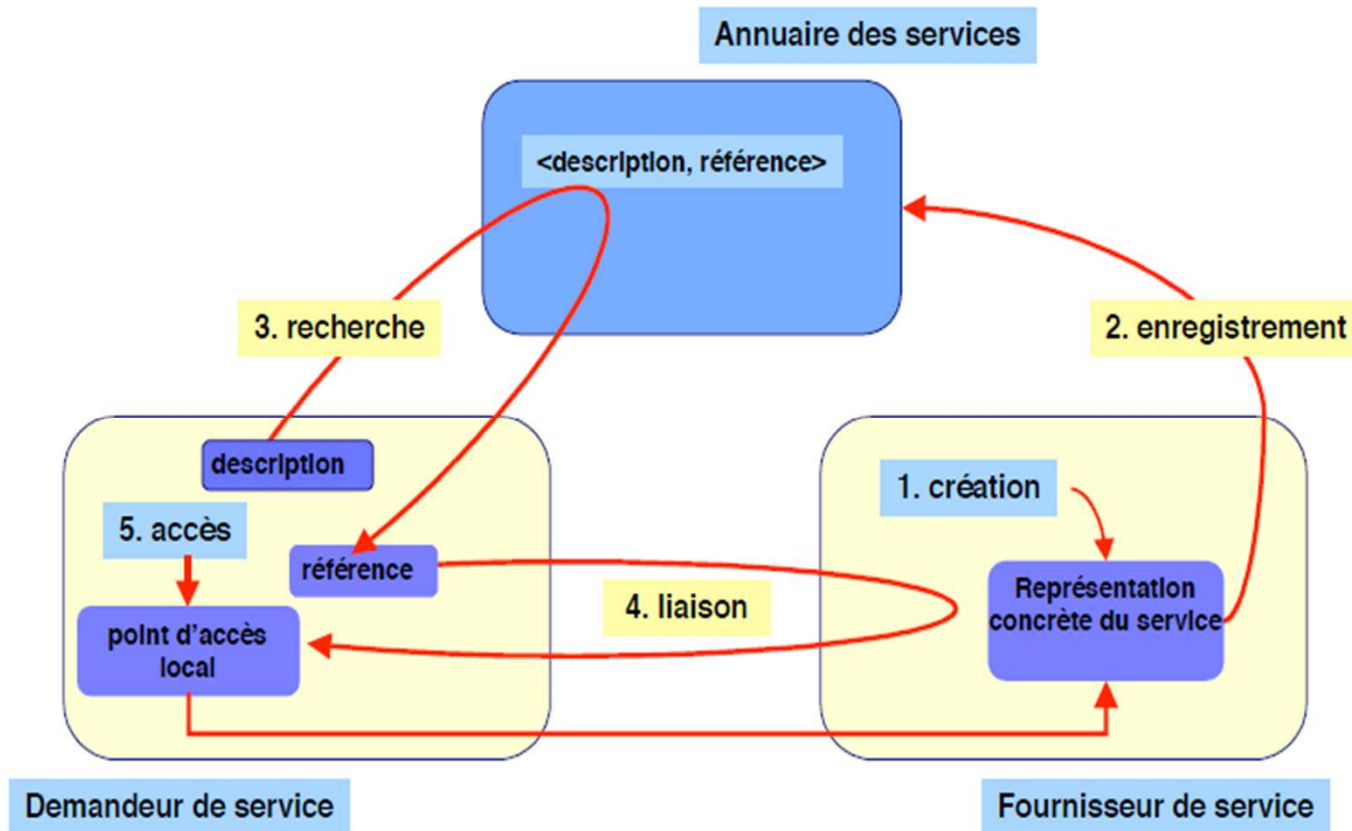 Annuaire des services
<description, référence>
3. recherche
2. enregistrement
description
1. création
5. accès
référence
4. liaison
Représentation
concrète du service
point d'accès
local
Demandeur de service
Fournisseur de service